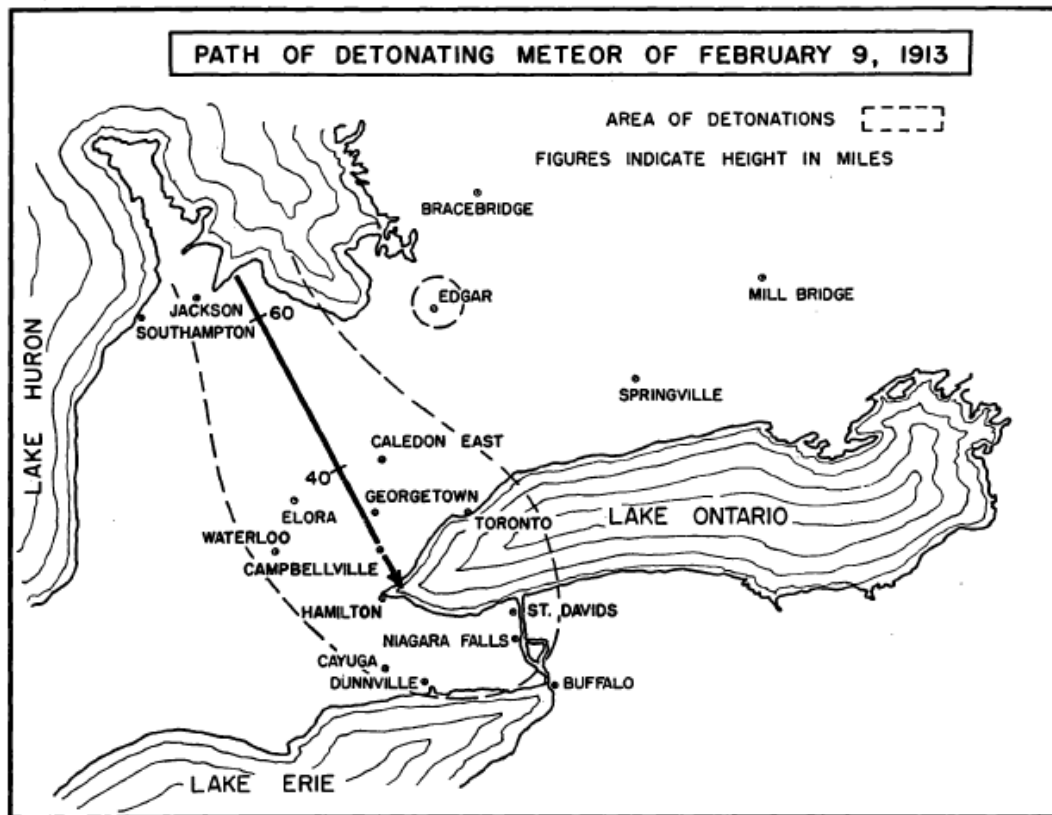 PATH OF DETONATING METEOR OF FEBRUARY 9, 1913
AREA OF DETONATIONS
FIGURES INDICATE HEIGHT IN MILES
BRACEBRIDGE
EDGAR
MILL BRIDGE
JACKSON
60
SOUTHAMPTON
LAKE HURON
SPRINGVILLE
CALEDON EAST
40
GEORGETOWN
ELORA
TORONTO
LAKE ONTARIO
WATERLOO
CAMPBELLVILLE
HAMILTON
ST. DAVIDS
NIAGARA FALLS
CAYUGA
DUNNVILLE
BUFFALO
LAKE ERIE